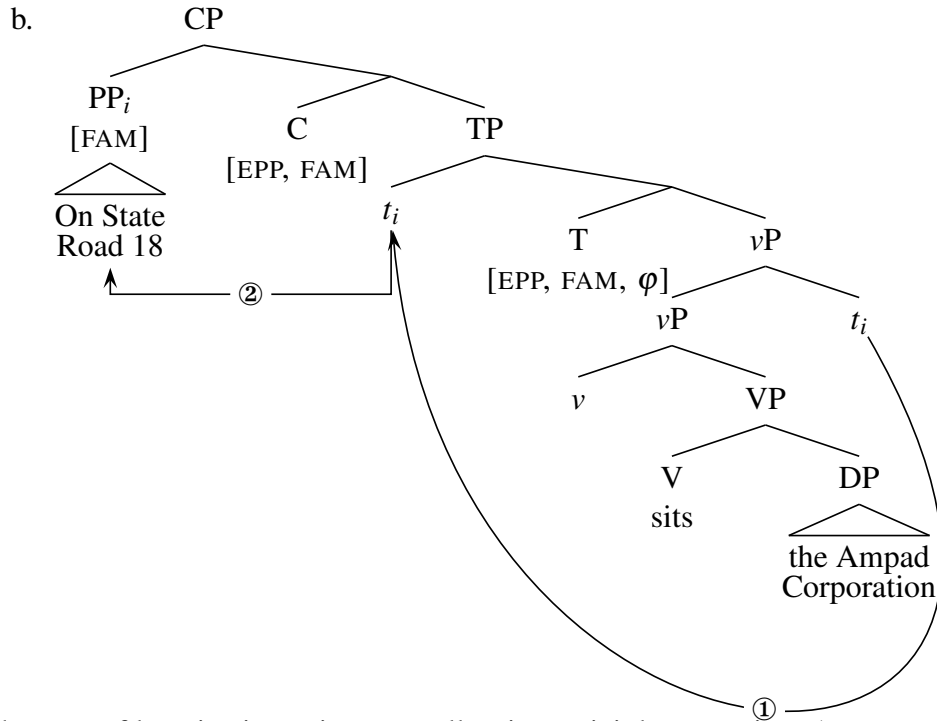 b. CP
PPi
[FAM]
C
TP
[EPP, FAM]
On State
Road 18
ti
T
vP
[EPP, FAM, φ]
②
vP
ti
v
VP
V
DP
sits
the Ampad
Corporation
①